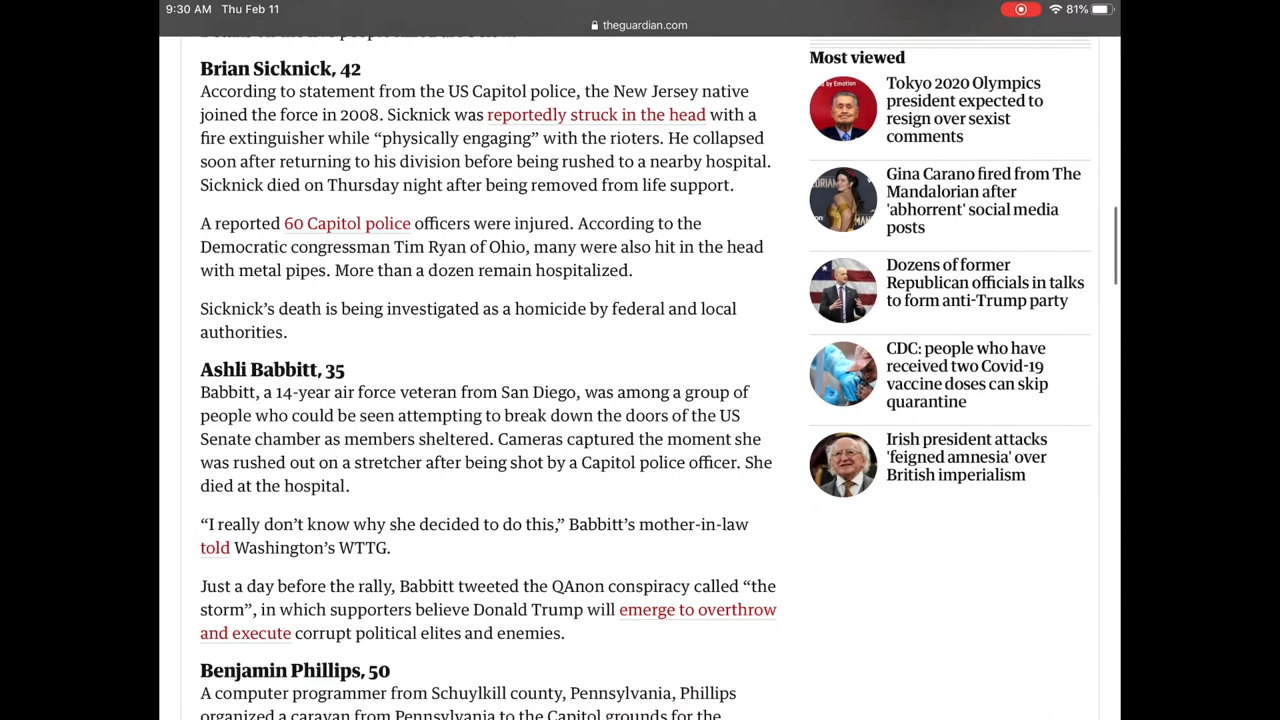 9:30 AM Thu Feb 11
81%
theguardian.com
Brian Sicknick, 42
According to statement from the US Capitol police, the New Jersey native
joined the force in 2008. Sicknick was reportedly struck in the head with a
fire extinguisher while “physically engaging” with the rioters. He collapsed
soon after returning to his division before being rushed to a nearby hospital.
Sicknick died on Thursday night after being removed from life support.
A reported 60 Capitol police officers were injured. According to the
Democratic congressman Tim Ryan of Ohio, many were also hit in the head
with metal pipes. More than a dozen remain hospitalized.
Sicknick’s death is being investigated as a homicide by federal and local
authorities.
Ashli Babbitt, 35
Babbitt, a 14-year air force veteran from San Diego, was among a group of
people who could be seen attempting to break down the doors of the US
Senate chamber as members sheltered. Cameras captured the moment she
was rushed out on a stretcher after being shot by a Capitol police officer. She
died at the hospital.
“I really don’t know why she decided to do this,” Babbitt’s mother-in-law
told Washington’s WTTG.
Just a day before the rally, Babbitt tweeted the QAnon conspiracy called “the
storm”, in which supporters believe Donald Trump will emerge to overthrow
and execute corrupt political elites and enemies.
Benjamin Phillips, 50
A computer programmer from Schuylkill county, Pennsylvania, Phillips
organized a caravan from Pennsylvania to the Capitol grounds for the
Most viewed
Tokyo 2020 Olympics
president expected to
resign over sexist
comments
Gina Carano fired from The
Mandalorian after
'abhorrent' social media
posts
Dozens of former
Republican officials in talks
to form anti-Trump party
CDC: people who have
received two Covid-19
vaccine doses can skip
quarantine
Irish president attacks
'feigned amnesia' over
British imperialism